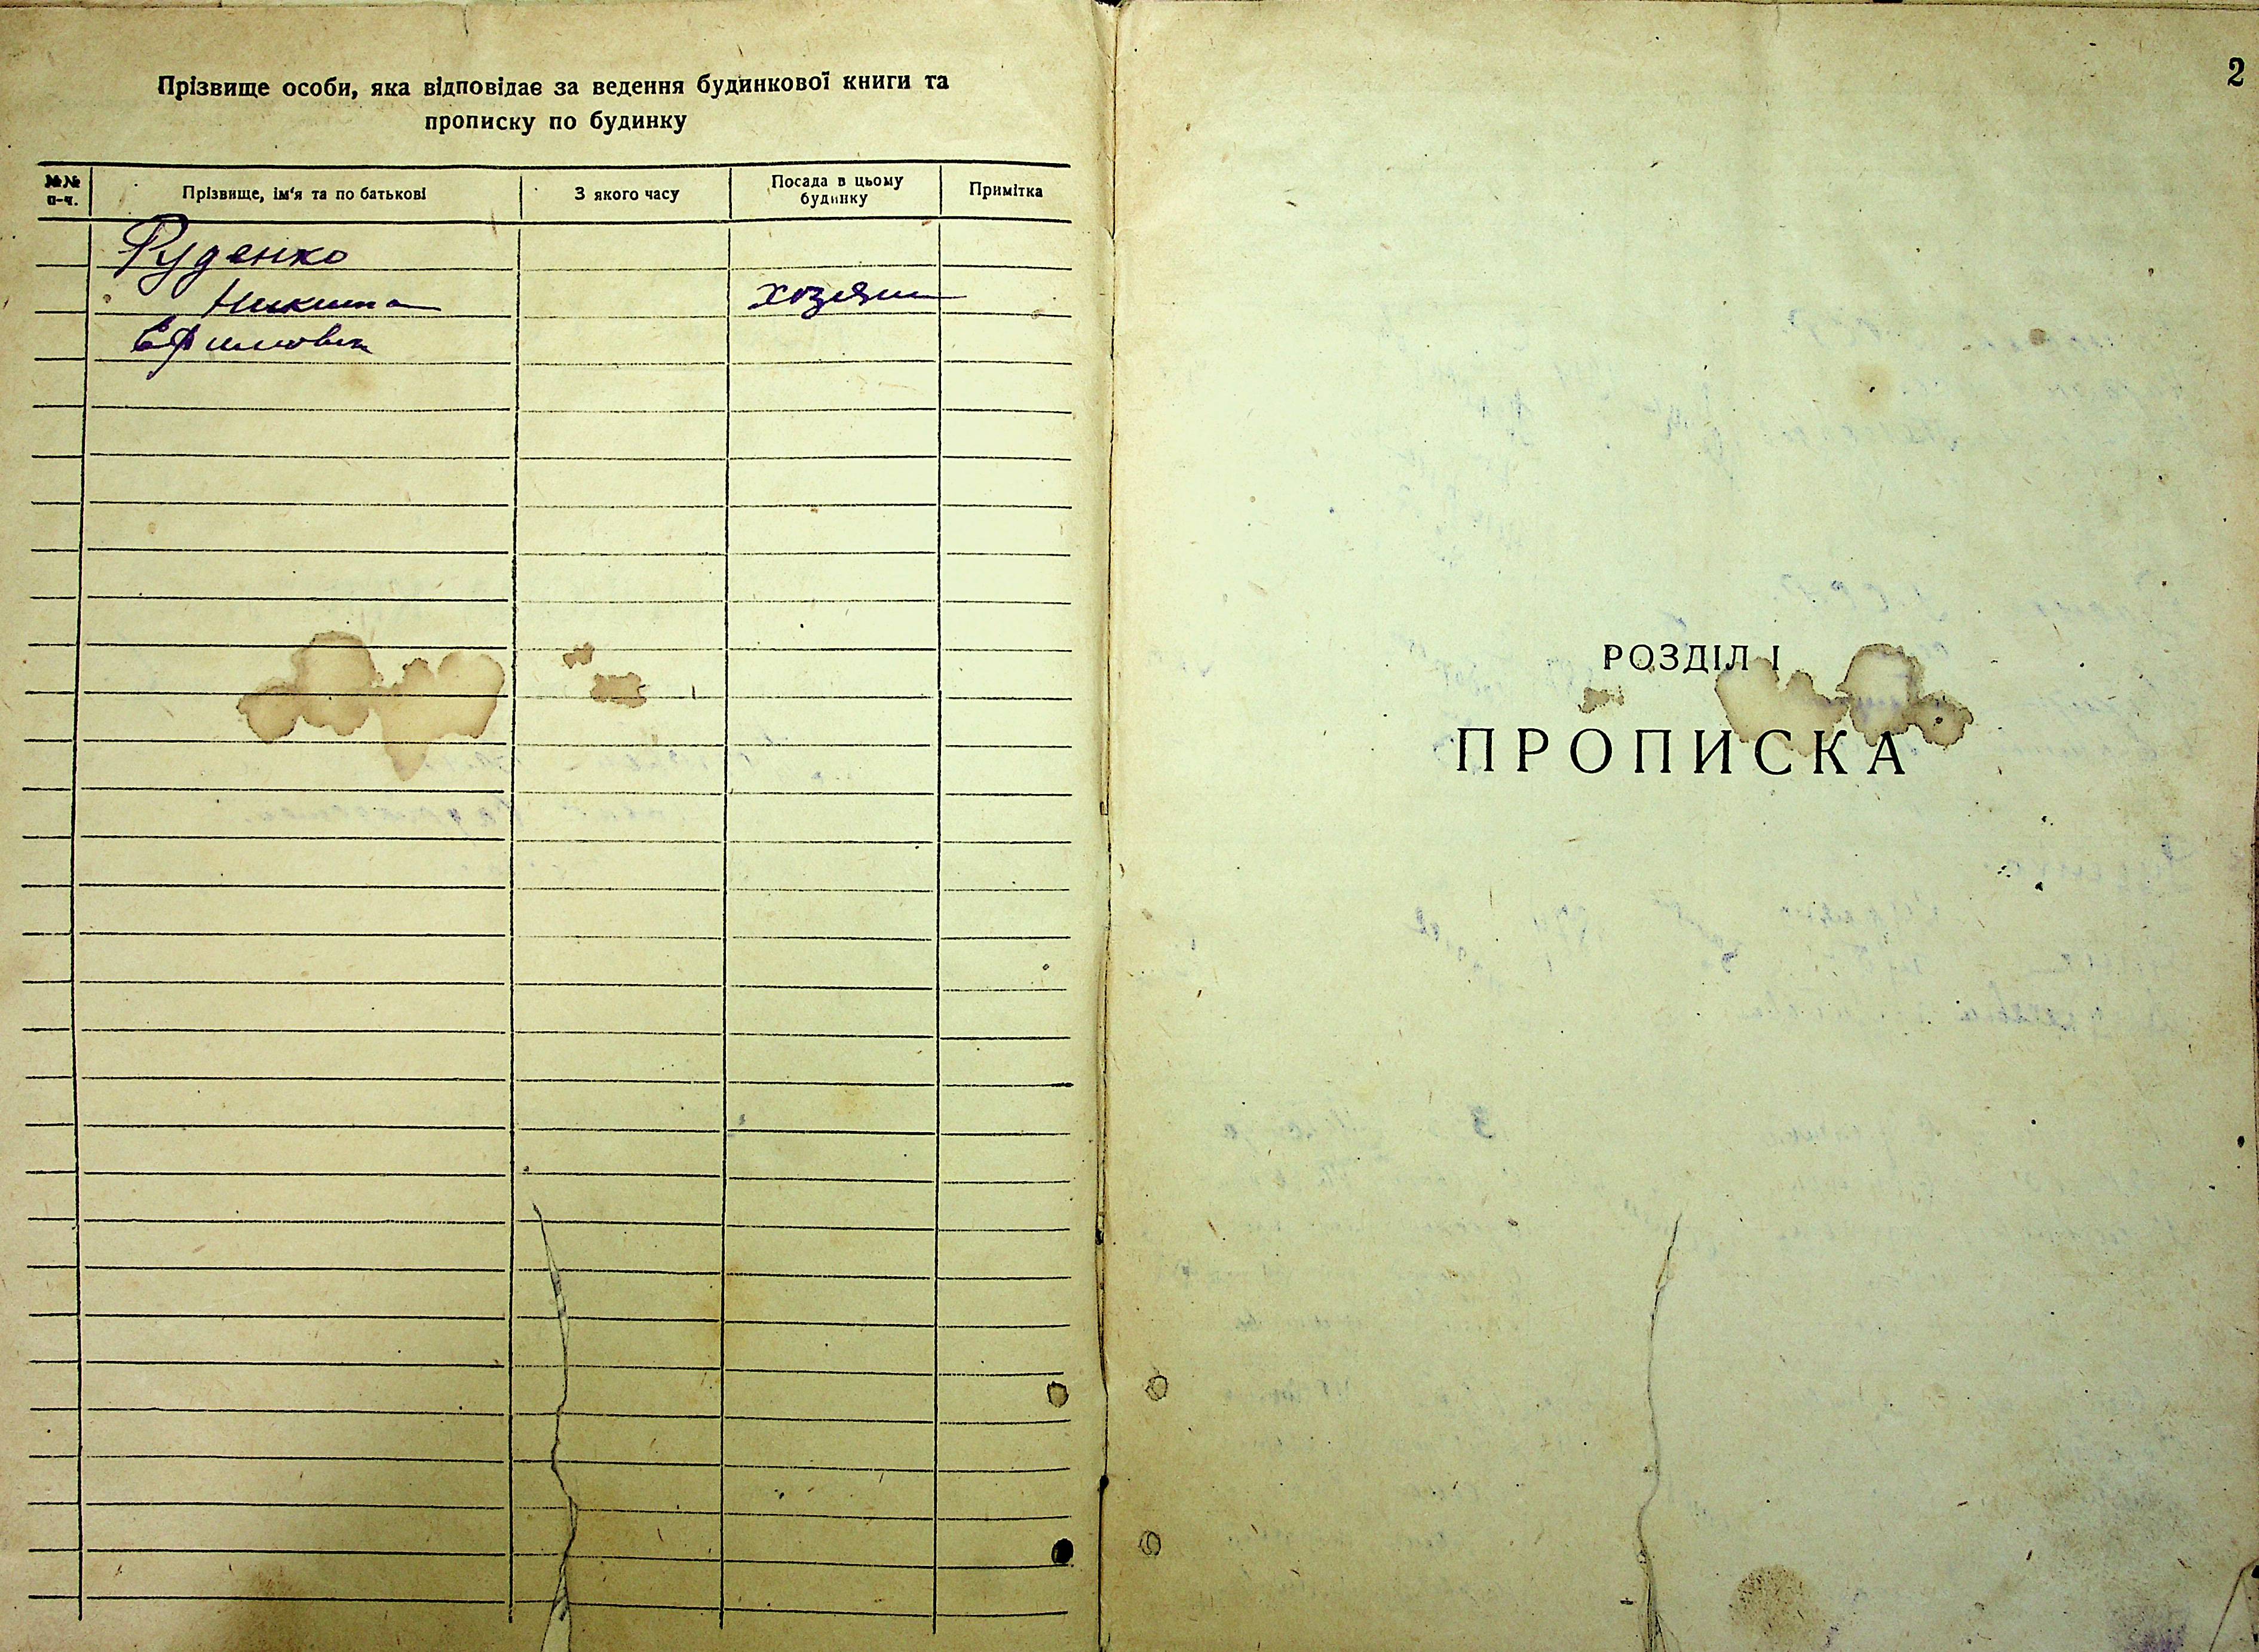 Прізвище особи, яка відповідає за ведення будинкової книги та
прописку по будинку
№№ п-ч.
Прізвище, ім'я та по батькові
З якого часу
Посада в цьому будинку
Примітка
Руденко
Никита
хозяин
Ефимович
2
РОЗДІЛ І
ПРОПИСКА